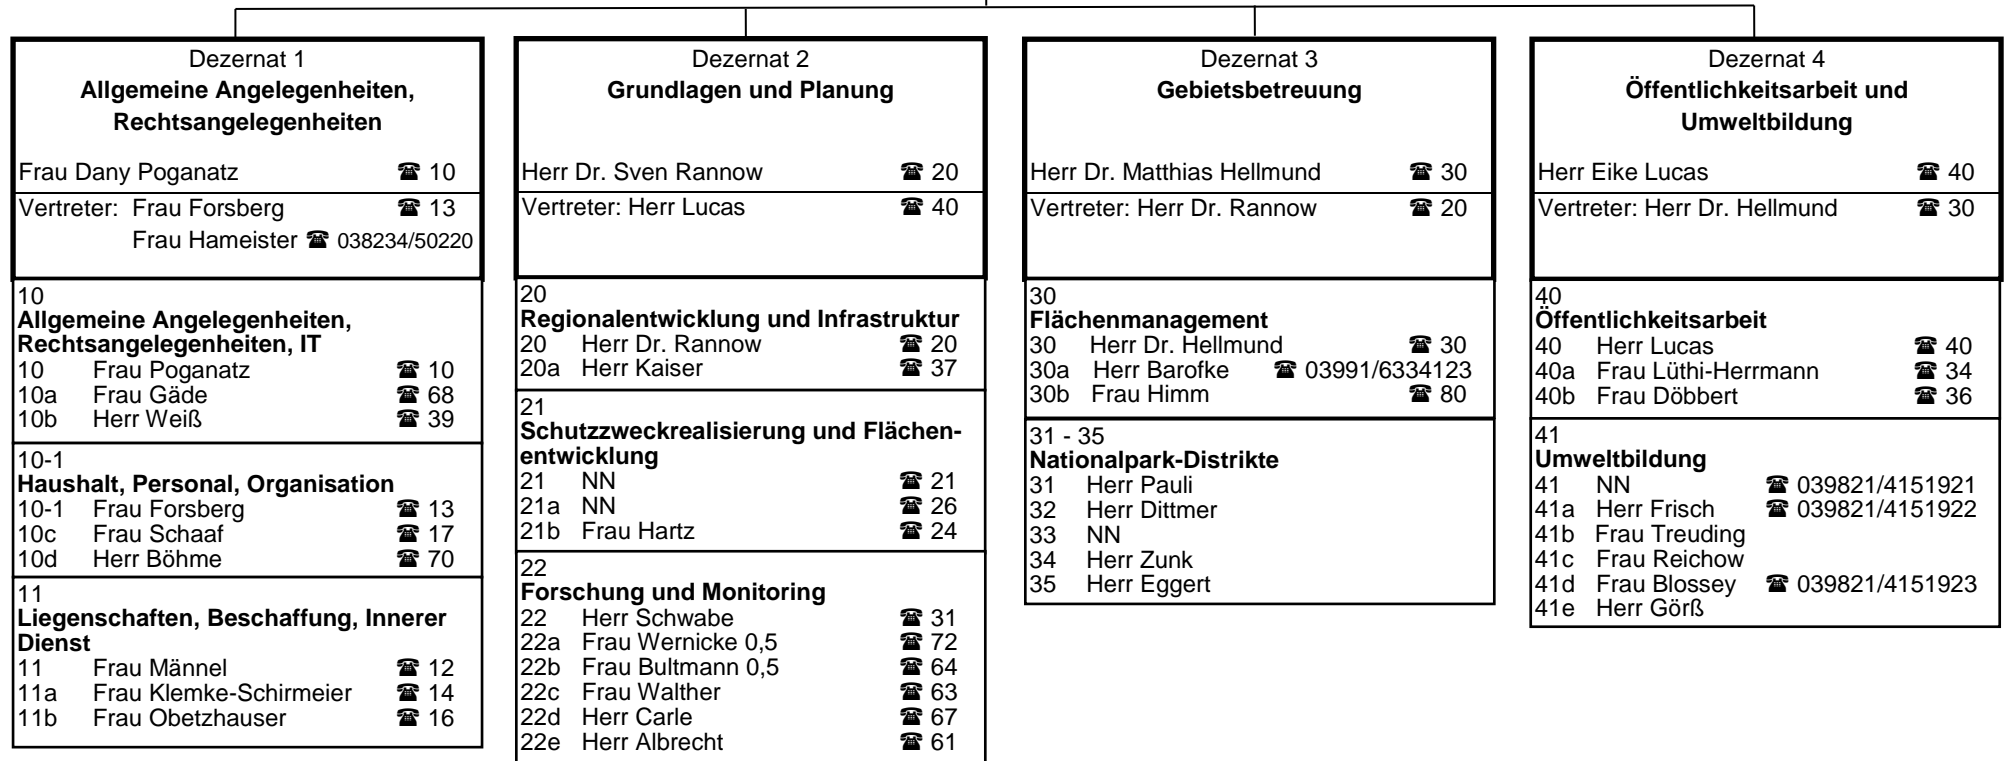 Dezernat 1
Allgemeine Angelegenheiten,
Rechtsangelegenheiten
Frau Dany Poganatz ☎ 10
Vertreter: Frau Forsberg ☎ 13
Frau Hameister ☎ 038234/50220
10
Allgemeine Angelegenheiten,
Rechtsangelegenheiten, IT
10 Frau Poganatz ☎ 10
10a Frau Gäde ☎ 68
10b Herr Weiß ☎ 39
10-1
Haushalt, Personal, Organisation
10-1 Frau Forsberg ☎ 13
10c Frau Schaaf ☎ 17
10d Herr Böhme ☎ 70
11
Liegenschaften, Beschaffung, Innerer
Dienst
11 Frau Männel ☎ 12
11a Frau Klemke-Schirmeier ☎ 14
11b Frau Obetzhauser ☎ 16
Dezernat 2
Grundlagen und Planung
Herr Dr. Sven Rannow ☎ 20
Vertreter: Herr Lucas ☎ 40
20
Regionalentwicklung und Infrastruktur
20 Herr Dr. Rannow ☎ 20
20a Herr Kaiser ☎ 37
21
Schutzzweckrealisierung und Flächen-
entwicklung
21 NN ☎ 21
21a NN ☎ 26
21b Frau Hartz ☎ 24
22
Forschung und Monitoring
22 Herr Schwabe ☎ 31
22a Frau Wernicke 0,5 ☎ 72
22b Frau Bultmann 0,5 ☎ 64
22c Frau Walther ☎ 63
22d Herr Carle ☎ 67
22e Herr Albrecht ☎ 61
Dezernat 3
Gebietsbetreuung
Herr Dr. Matthias Hellmund ☎ 30
Vertreter: Herr Dr. Rannow ☎ 20
30
Flächenmanagement
30 Herr Dr. Hellmund ☎ 30
30a Herr Barofke ☎ 03991/6334123
30b Frau Himm ☎ 80
31 - 35
Nationalpark-Distrikte
31 Herr Pauli
32 Herr Dittmer
33 NN
34 Herr Zunk
35 Herr Eggert
Dezernat 4
Öffentlichkeitsarbeit und
Umweltbildung
Herr Eike Lucas ☎ 40
Vertreter: Herr Dr. Hellmund ☎ 30
40
Öffentlichkeitsarbeit
40 Herr Lucas ☎ 40
40a Frau Lüthi-Herrmann ☎ 34
40b Frau Döbbert ☎ 36
41
Umweltbildung
41 NN ☎ 039821/4151921
41a Herr Frisch ☎ 039821/4151922
41b Frau Treuding
41c Frau Reichow
41d Frau Blossey ☎ 039821/4151923
41e Herr Görß